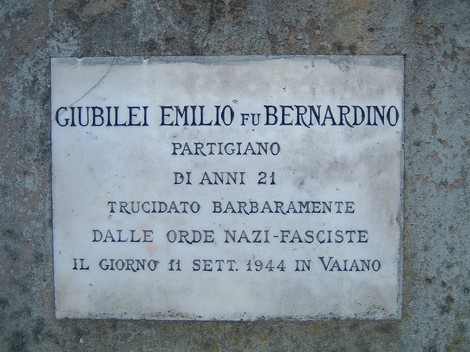 GIUBILEI EMILIO FU BERNARDINO
PARTIGIANO
DI ANNI 21
TRUCIDATO BARBARAMENTE
DALLE ORDE NAZI-FASCISTE
IL GIORNO 11 SETT. 1944 IN VAIANO